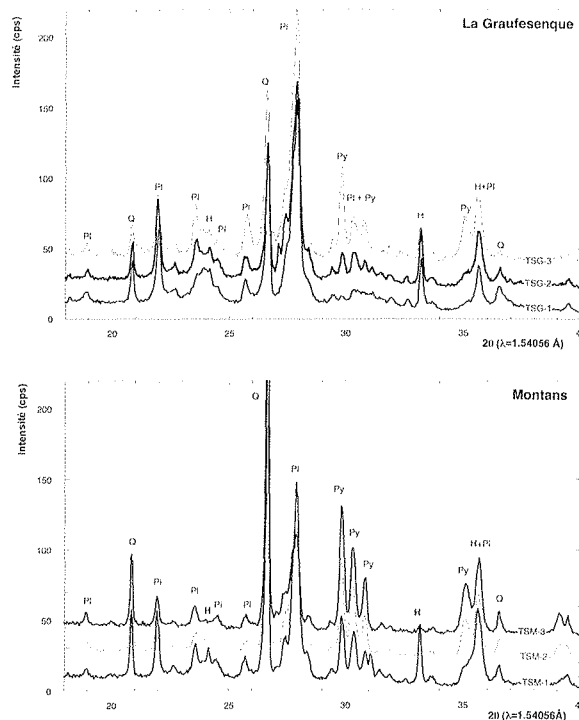 La Graufesenque
Intensité (cps)
200
150
100
50
0
Pl
Q
Pl
Pl
H
Pl
Pl
Q
Pl
Py
Pl + Py
H
Py
H+Pl
Q
TSG-3
TSG-2
TSG-1
20
25
30
35
40
2θ (λ=1.54056 Å)
Montans
Intensité (cps)
200
150
100
50
0
Pl
Q
Pl
Pl
H
Pl
Pl
Q
Pl
Py
Py
Py
H
Py
H+Pl
Q
TSM-3
TSM-2
TSM-1
20
25
30
35
40
2θ (λ=1.54056Å)